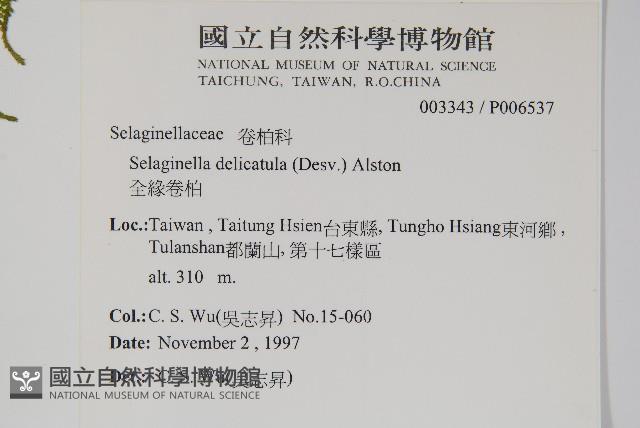 國立自然科學博物館
NATIONAL MUSEUM OF NATURAL SCIENCE
TAICHUNG, TAIWAN, R.O.CHINA
003343 / P006537
Selaginellaceae 卷柏科
Selaginella delicatula (Desv.) Alston
全緣卷柏
Loc.:Taiwan , Taitung Hsien台東縣, Tungho Hsiang東河鄉 ,
Tulanshan都蘭山, 第十七樣區
alt. 310 m.
Col.:C. S. Wu(吳志昇) No.15-060
Date: November 2 , 1997
吳志昇)
國立自然科學博物館
NATIONAL MUSEUM OF NATURAL SCIENCE